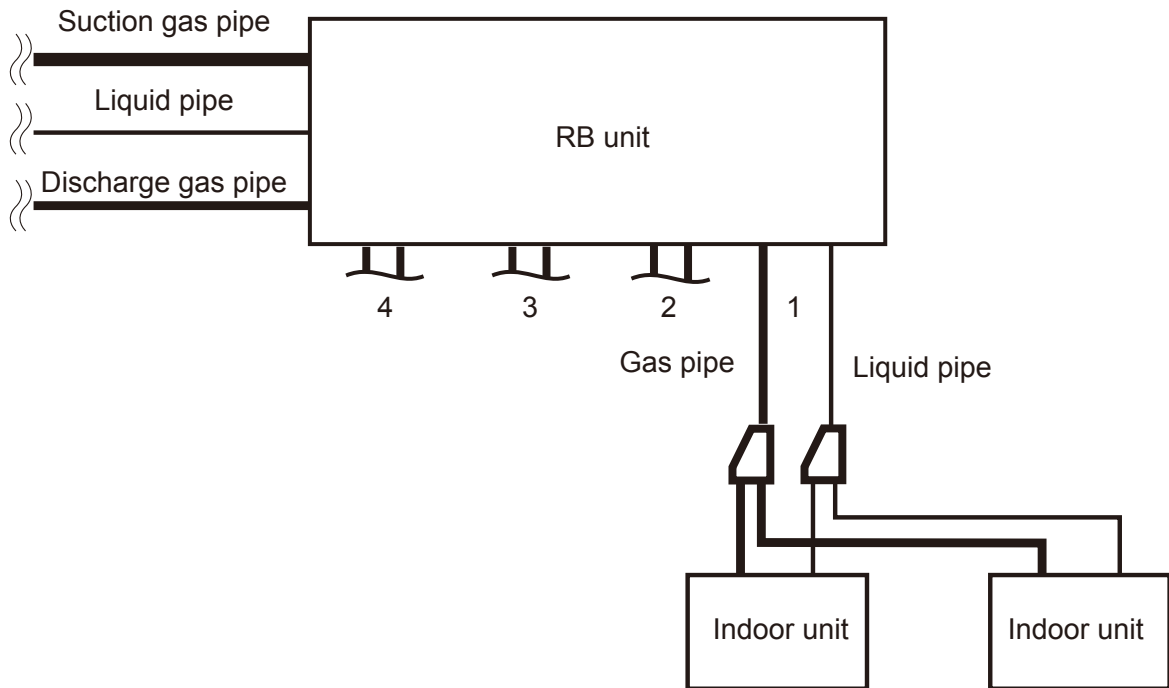 Suction gas pipe
Liquid pipe
RB unit
Discharge gas pipe
4
3
2
1
Gas pipe
Liquid pipe
Indoor unit
Indoor unit